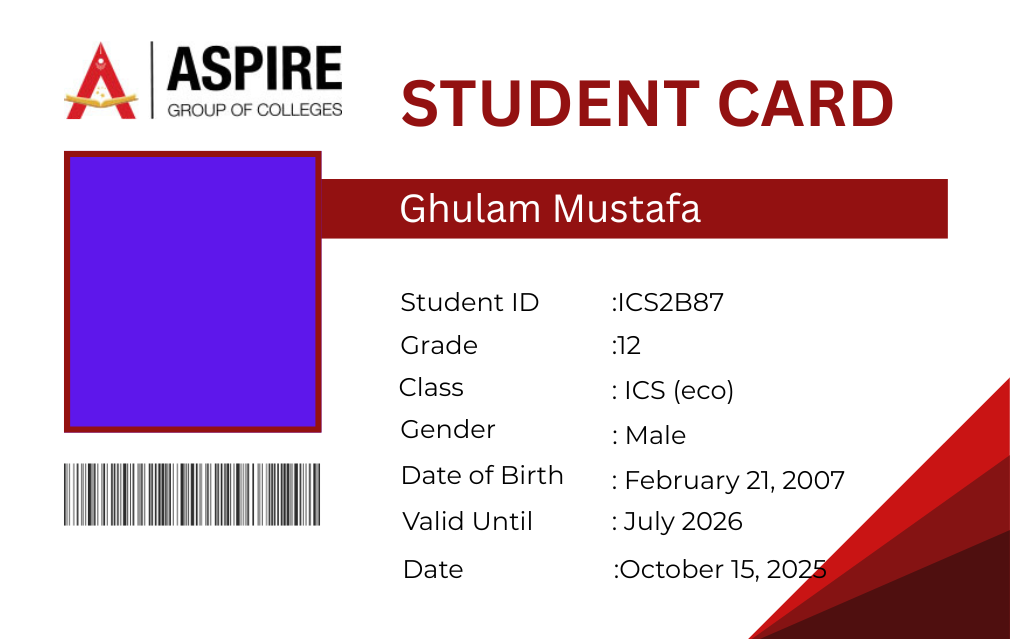 ASPIRE
GROUP OF COLLEGES
STUDENT CARD
Ghulam Mustafa
Student ID :ICS2B87
Grade :12
Class : ICS (eco)
Gender : Male
Date of Birth : February 21, 2007
Valid Until : July 2026
Date :October 15, 2025